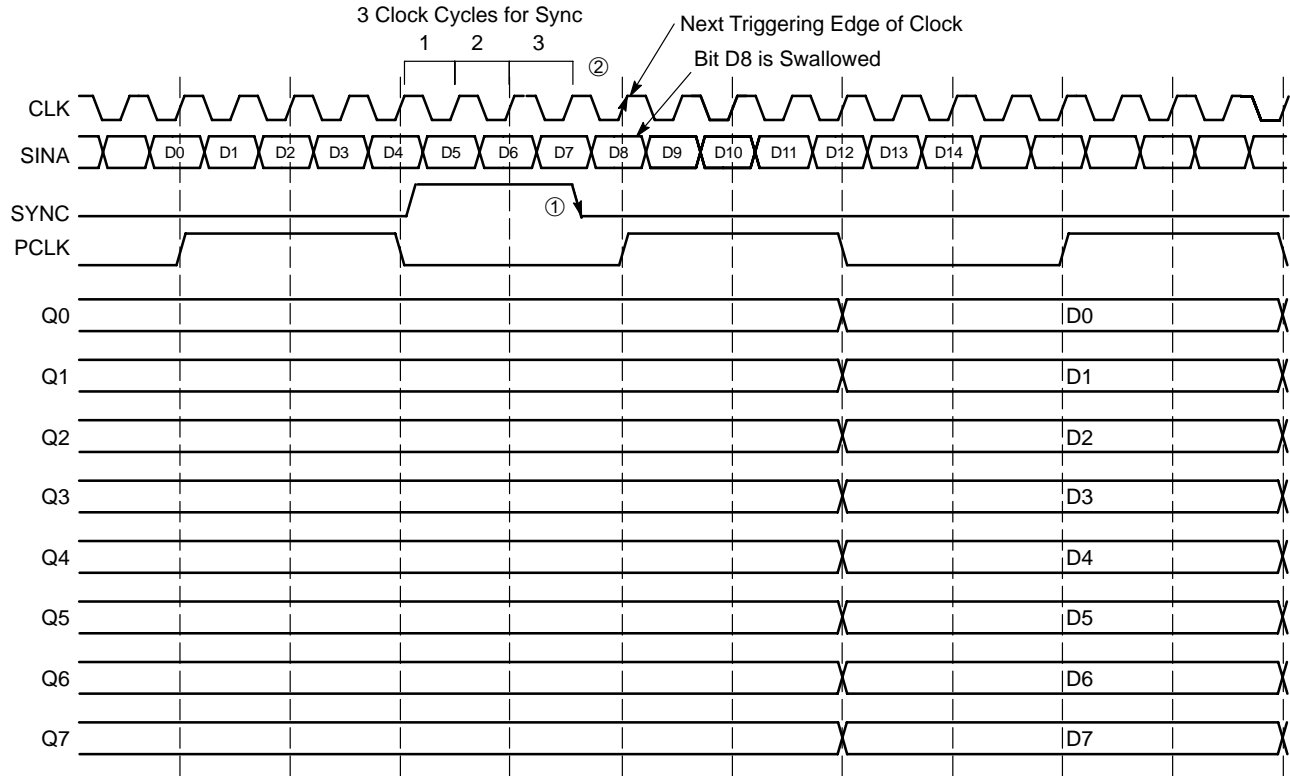 3 Clock Cycles for Sync
1 2 3
②
Next Triggering Edge of Clock
Bit D8 is Swallowed
CLK
SINA D0 D1 D2 D3 D4 D5 D6 D7 D8 D9 D10 D11 D12 D13 D14
SYNC ①
PCLK
Q0 D0
Q1 D1
Q2 D2
Q3 D3
Q4 D4
Q5 D5
Q6 D6
Q7 D7